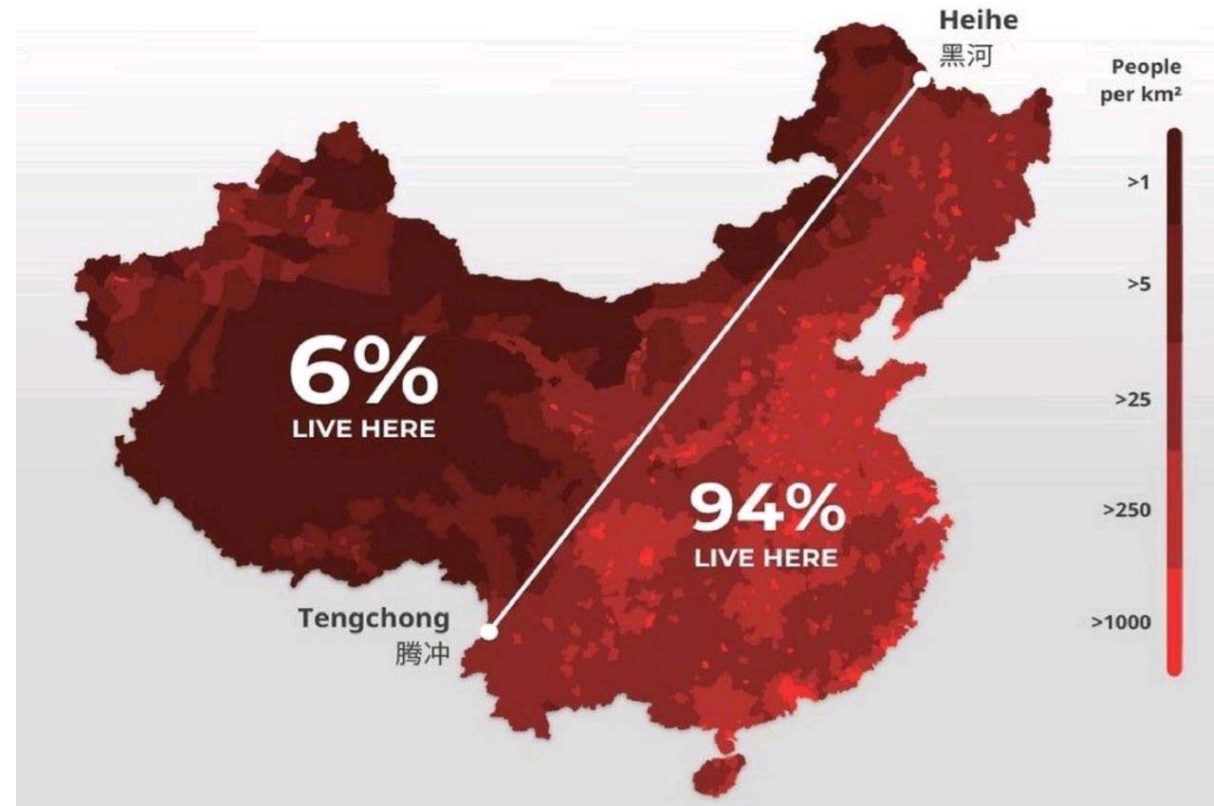 Heihe
黑河
People
per km²
>1
>5
>25
>250
>1000
6%
LIVE HERE
94%
LIVE HERE
Tengchong
腾冲